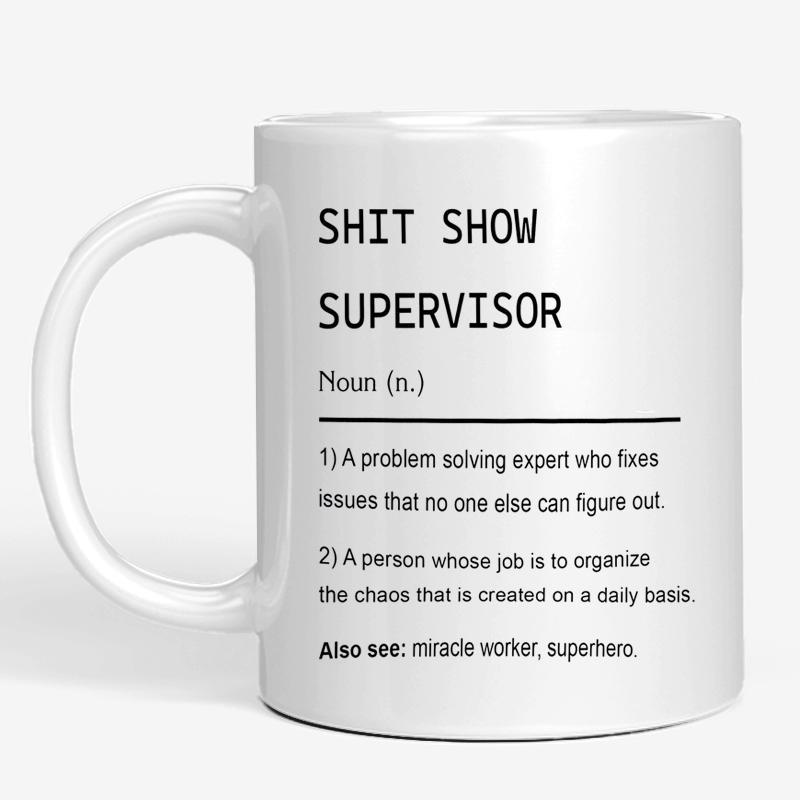 SHIT SHOW
SUPERVISOR
Noun (n.)
1) A problem solving expert who fixes
issues that no one else can figure out.
2) A person whose job is to organize
the chaos that is created on a daily basis.
Also see: miracle worker, superhero.